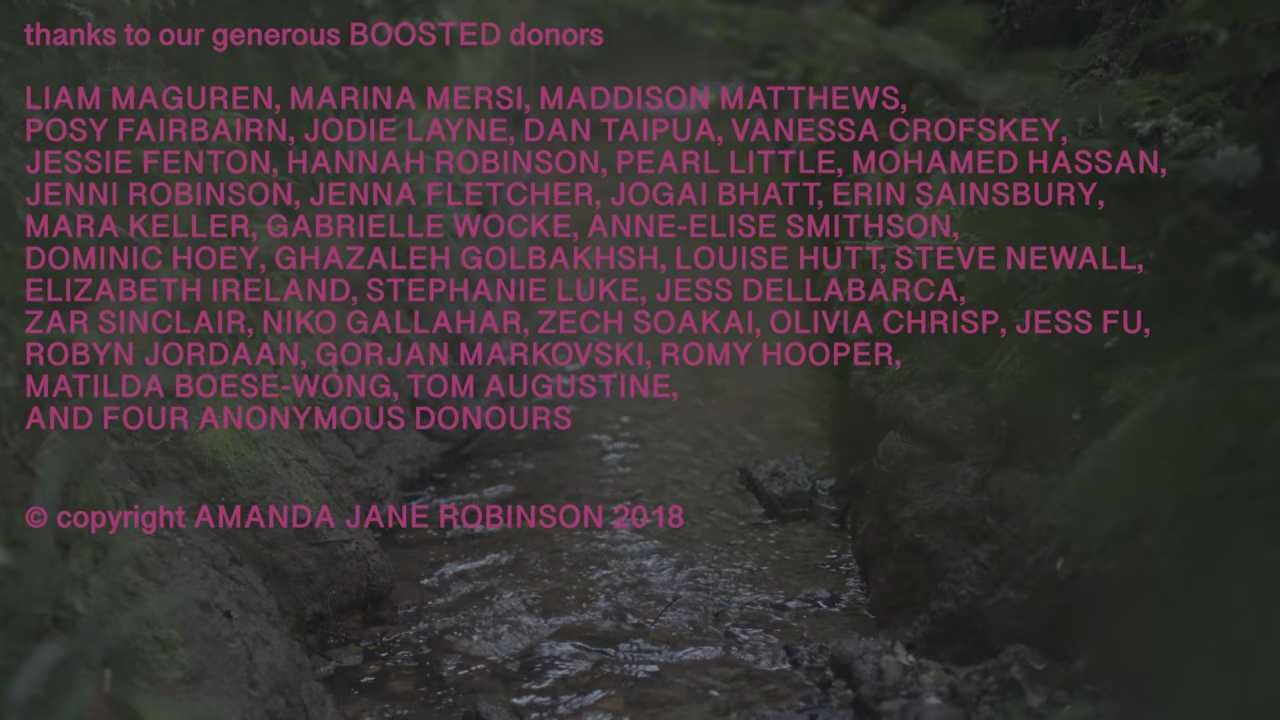 thanks to our generous BOOSTED donors
LIAM MAGUREN, MARINA MERSI, MADDISON MATTHEWS,
POSY FAIRBAIRN, JODIE LAYNE, DAN TAIPUA, VANESSA CROFSKEY,
JESSIE FENTON, HANNAH ROBINSON, PEARL LITTLE, MOHAMED HASSAN,
JENNI ROBINSON, JENNA FLETCHER, JOGAI BHATT, ERIN SAINSBURY,
MARA KELLER, GABRIELLE WOCKE, ANNE-ELISE SMITHSON,
DOMINIC HOEY, GHAZALEH GOLBAKHSH, LOUISE HUTT, STEVE NEWALL,
ELIZABETH IRELAND, STEPHANIE LUKE, JESS DELLABARCA,
ZAR SINCLAIR, NIKO GALLAHAR, ZECH SOAKAI, OLIVIA CHRISP, JESS FU,
ROBYN JORDAAN, GORJAN MARKOVSKI, ROMY HOOPER,
MATILDA BOESE-WONG, TOM AUGUSTINE,
AND FOUR ANONYMOUS DONOURS
© copyright AMANDA JANE ROBINSON 2018